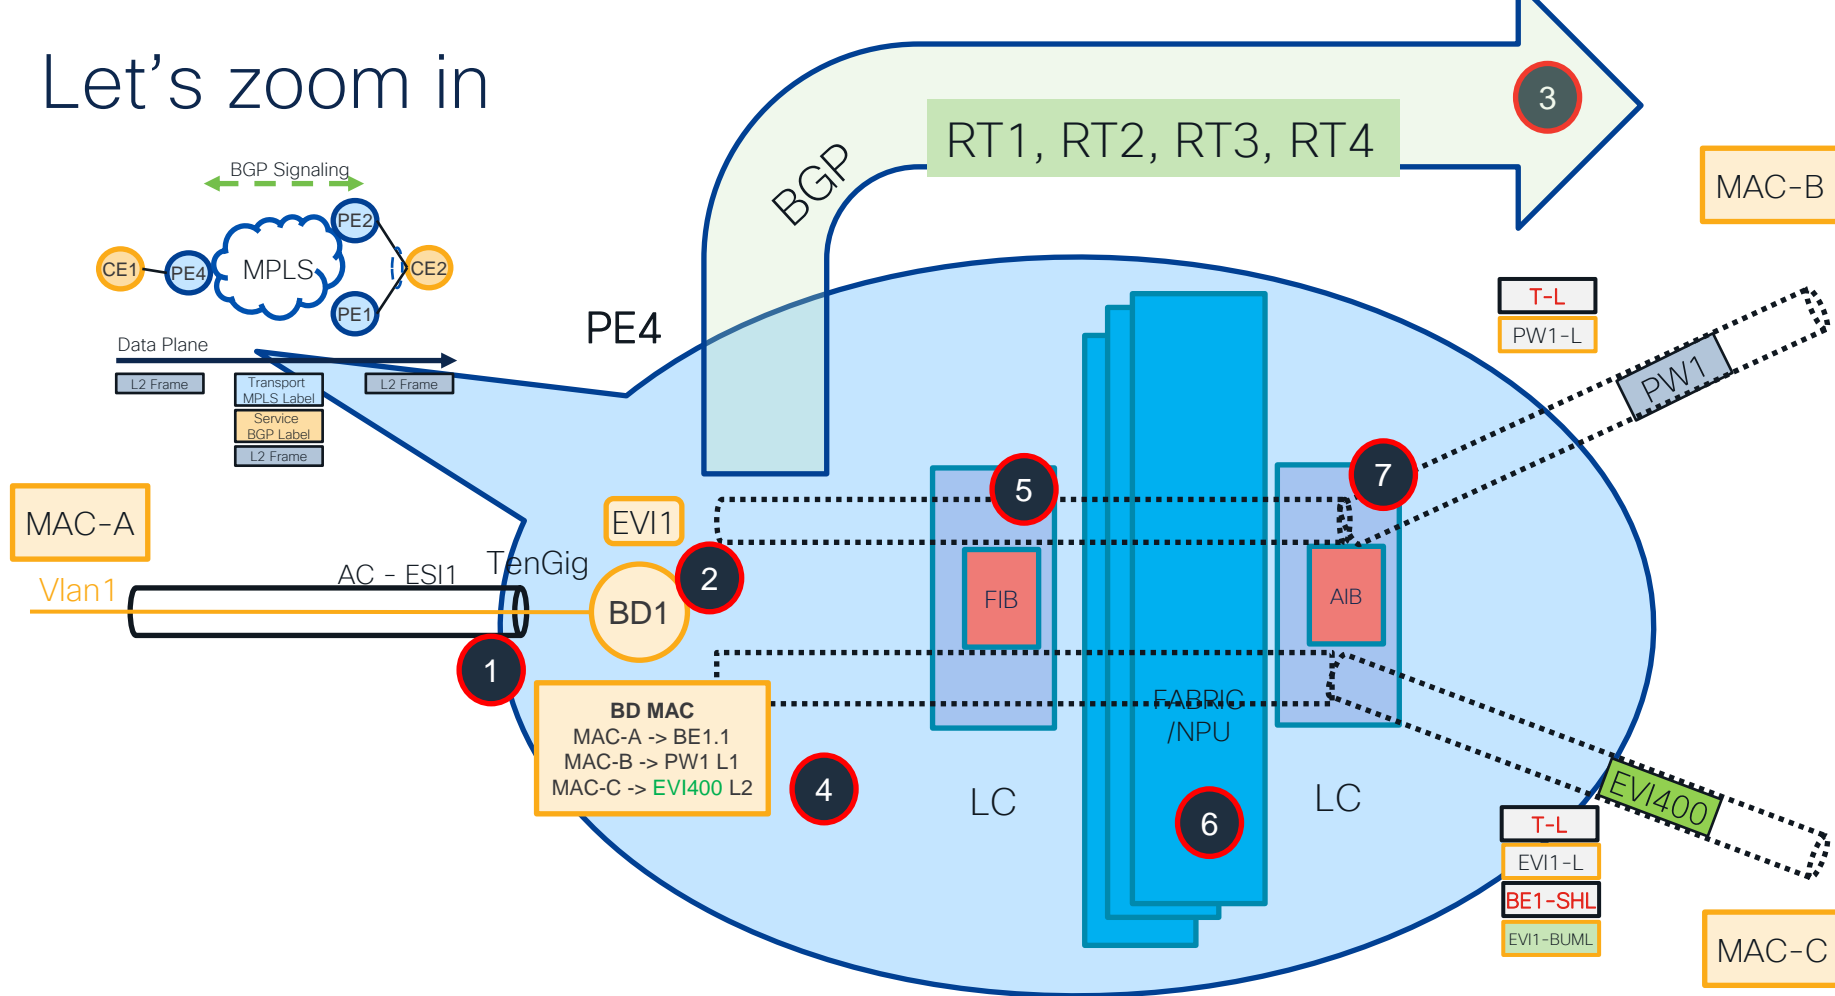 Let's zoom in
BGP Signaling
PE2
CE1
PE4
MPLS
CE2
PE1
Data Plane
L2 Frame
Transport
MPLS Label
L2 Frame
Service
BGP Label
L2 Frame
BGP
RT1, RT2, RT3, RT4
3
MAC-B
PE4
T-L
PW1-L
PW1
MAC-A
Vlan1
AC - ESI1
TenGig
EVI1
BD1
1
2
5
7
FIB
AIB
BD MAC
MAC-A -> BE1.1
MAC-B -> PW1 L1
MAC-C -> EVI400 L2
4
LC
FABRIC
/NPU
6
LC
EVI400
T-L
EVI1-L
BE1-SHL
EVI1-BUML
MAC-C